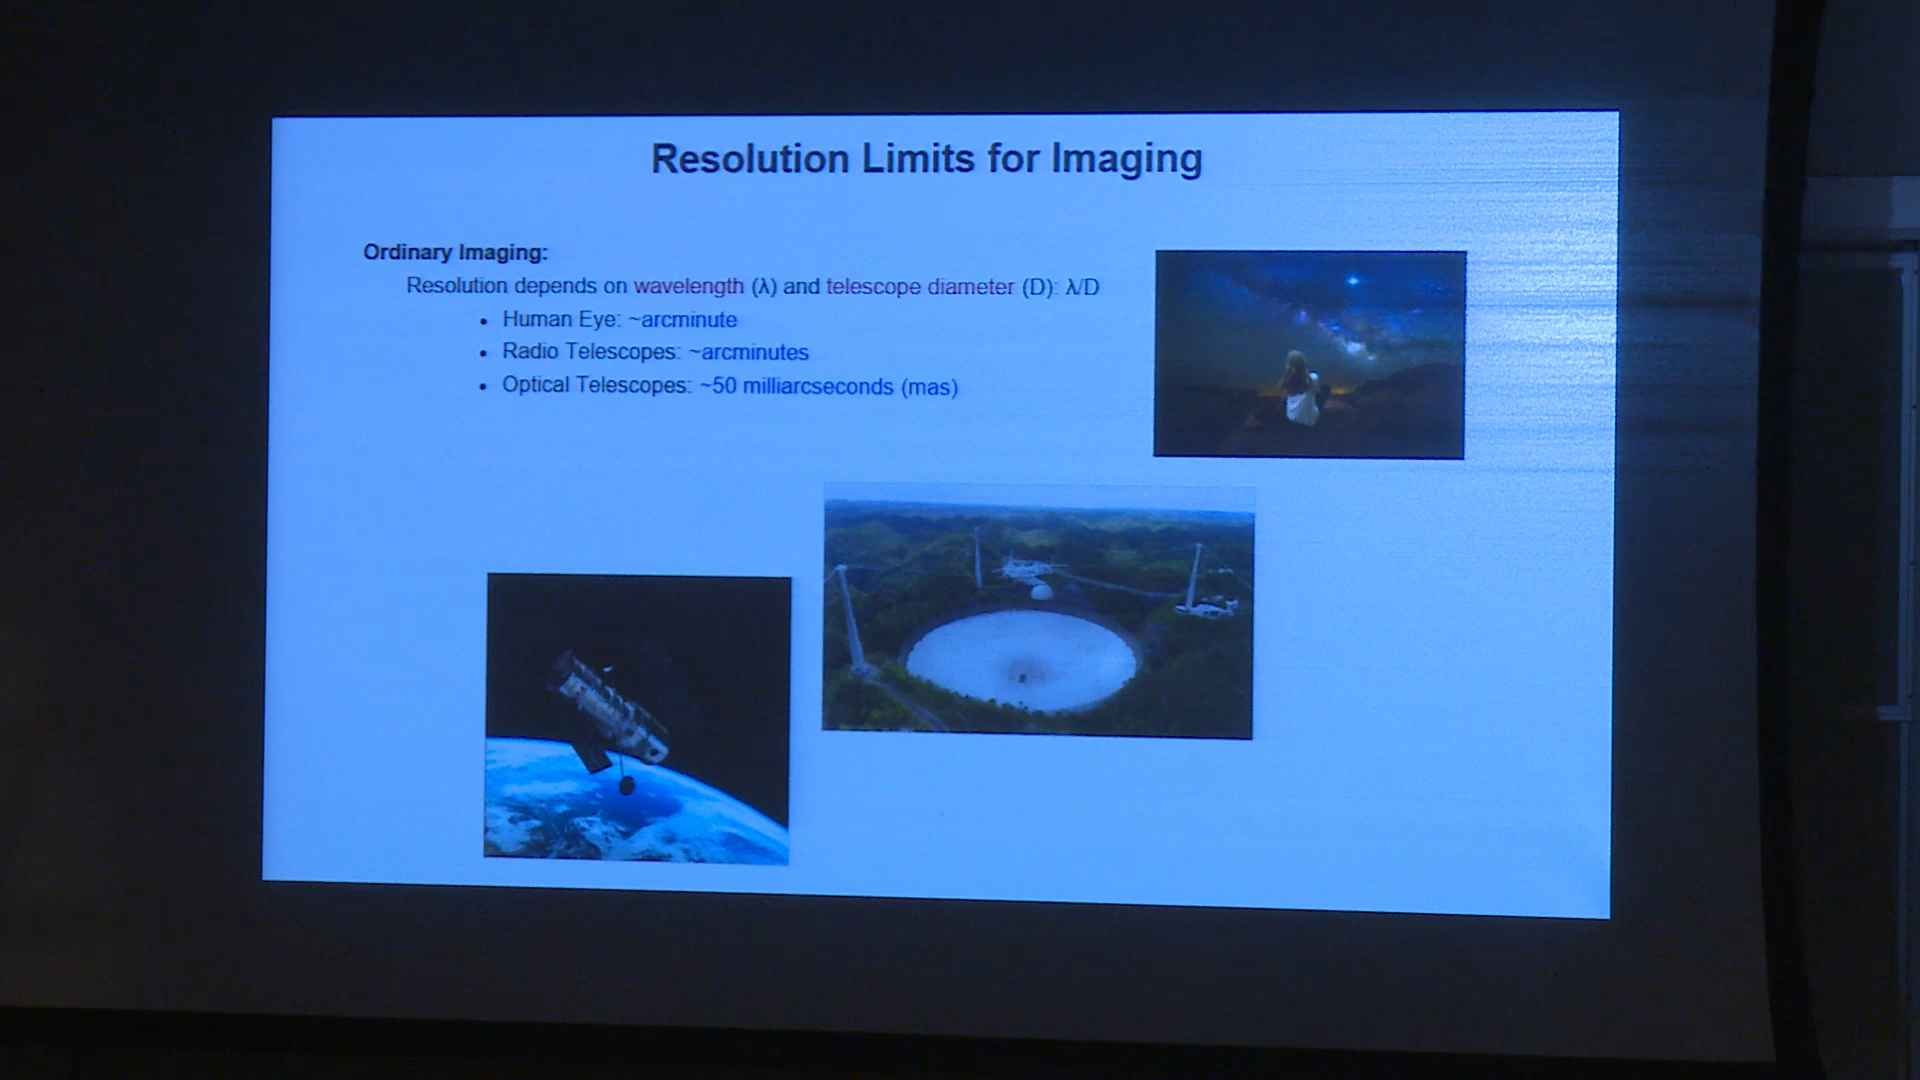 Resolution Limits for Imaging
Ordinary Imaging:
Resolution depends on wavelength (λ) and telescope diameter (D): λ/D
• Human Eye: ~arcminute
• Radio Telescopes: ~arcminutes
• Optical Telescopes: ~50 milliarcseconds (mas)